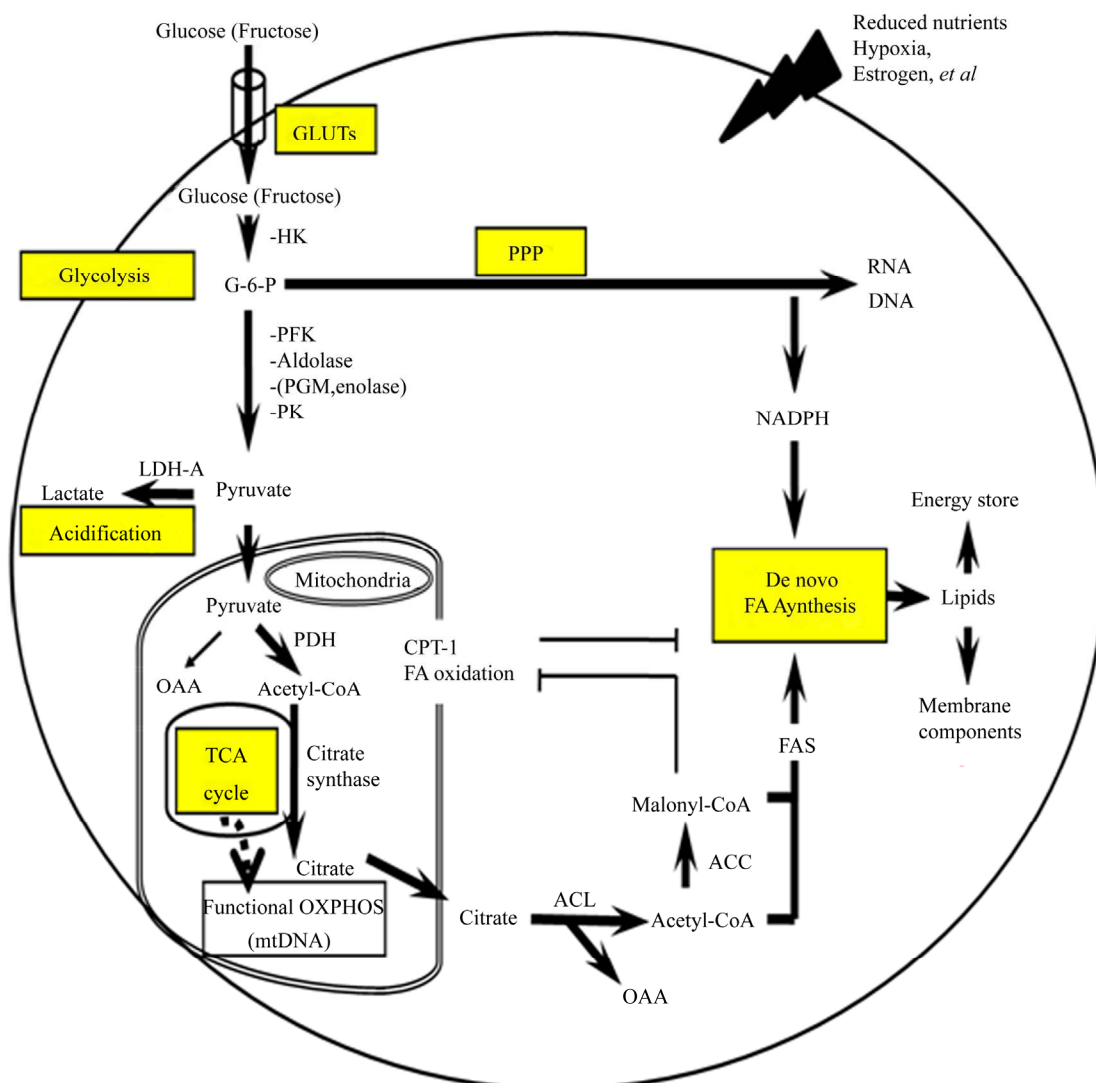 Glucose (Fructose)
Reduced nutrients
Hypoxia,
Estrogen, et al
GLUTs
Glucose (Fructose)
-HK
Glycolysis
G-6-P
PPP
RNA
DNA
-PFK
-Aldolase
-(PGM,enolase)
-PK
NADPH
LDH-A
Lactate
Pyruvate
Acidification
Energy store
Mitochondria
De novo
FA Aynthesis
Lipids
Pyruvate
PDH
CPT-1
FA oxidation
OAA
Acetyl-CoA
Membrane
components
TCA
cycle
Citrate
synthase
FAS
Malonyl-CoA
ACC
Citrate
Functional OXPHOS
(mtDNA)
Citrate
ACL
Acetyl-CoA
OAA